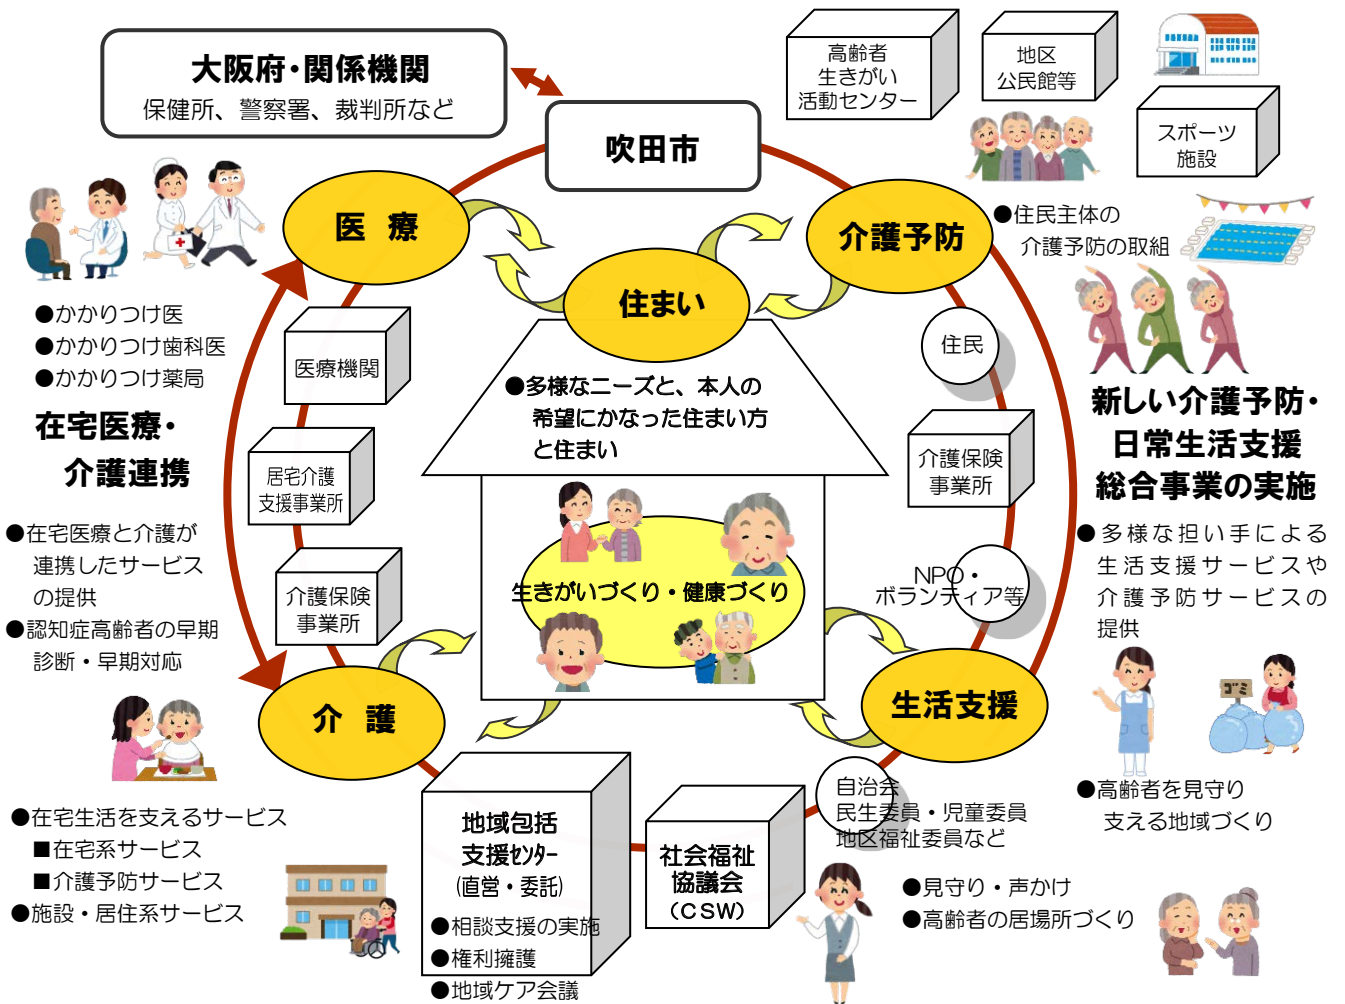 大阪府・関係機関
保健所、警察署、裁判所など
吹田市
高齢者
生きがい
活動センター
地区
公民館等
スポーツ
施設
医 療
介護予防
住まい
●住民主体の
介護予防の取組
●かかりつけ医
●かかりつけ歯科医
●かかりつけ薬局
医療機関
住民
●多様なニーズと、本人の
希望にかなった住まい方
と住まい
在宅医療・
介護連携
新しい介護予防・
日常生活支援
総合事業の実施
居宅介護
支援事業所
介護保険
事業所
●在宅医療と介護が
連携したサービス
の提供
●認知症高齢者の早期
診断・早期対応
介護保険
事業所
生きがいづくり・健康づくり
NPO・
ボランティア等
●多様な担い手による
生活支援サービスや
介護予防サービスの
提供
介 護
生活支援
ゴミ
●在宅生活を支えるサービス
■在宅系サービス
■介護予防サービス
●施設・居住系サービス
地域包括
支援センター
(直営・委託)
●相談支援の実施
●権利擁護
●地域ケア会議
社会福祉
協議会
(CSW)
自治会
民生委員・児童委員
地区福祉委員など
●高齢者を見守り
支える地域づくり
●見守り・声かけ
●高齢者の居場所づくり